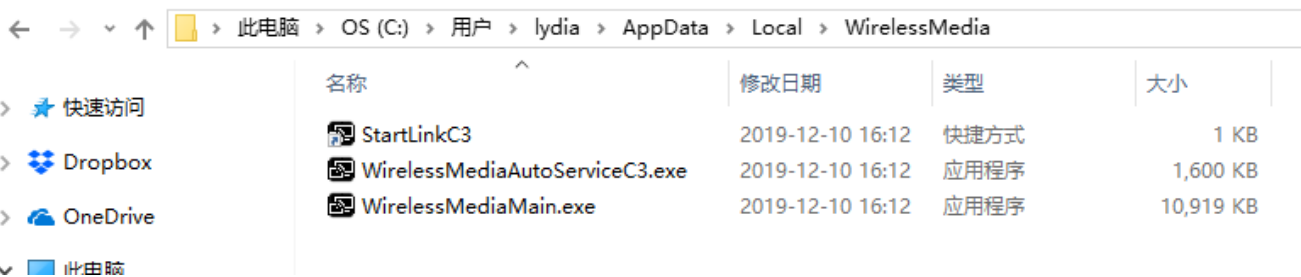 此电脑 > OS (C:) > 用户 > lydia > AppData > Local > WirelessMedia
名称 修改日期 类型 大小
快速访问
Dropbox
OneDrive
此电脑
StartLinkC3 2019-12-10 16:12 快捷方式 1 KB
WirelessMediaAutoServiceC3.exe 2019-12-10 16:12 应用程序 1,600 KB
WirelessMediaMain.exe 2019-12-10 16:12 应用程序 10,919 KB